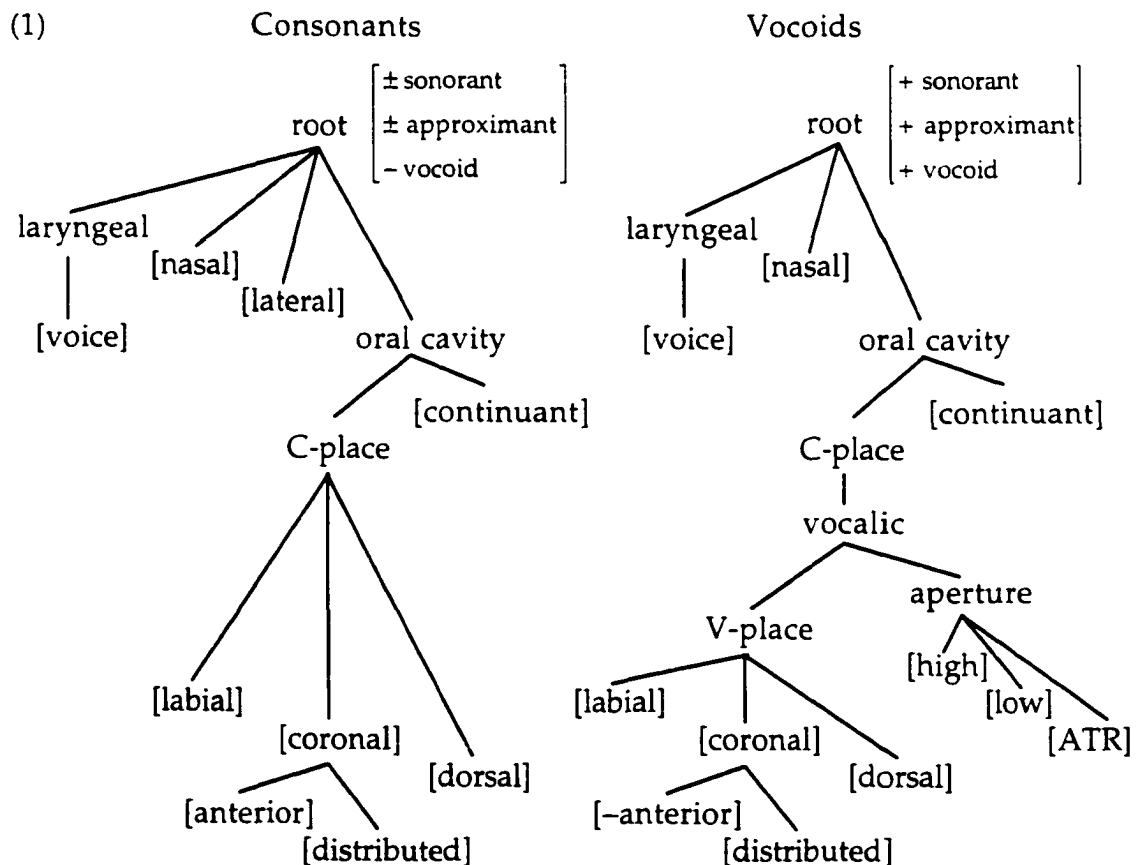 (1)
Consonants
root
± sonorant
± approximant
– vocoid
laryngeal
[nasal]
[lateral]
[voice]
oral cavity
[continuant]
C-place
[labial]
[coronal]
[dorsal]
[anterior]
[distributed]
Vocoids
root
+ sonorant
+ approximant
+ vocoid
laryngeal
[nasal]
[voice]
oral cavity
[continuant]
C-place
vocalic
aperture
V-place
[high]
[low]
[ATR]
[labial]
[coronal]
[dorsal]
[–anterior]
[distributed]